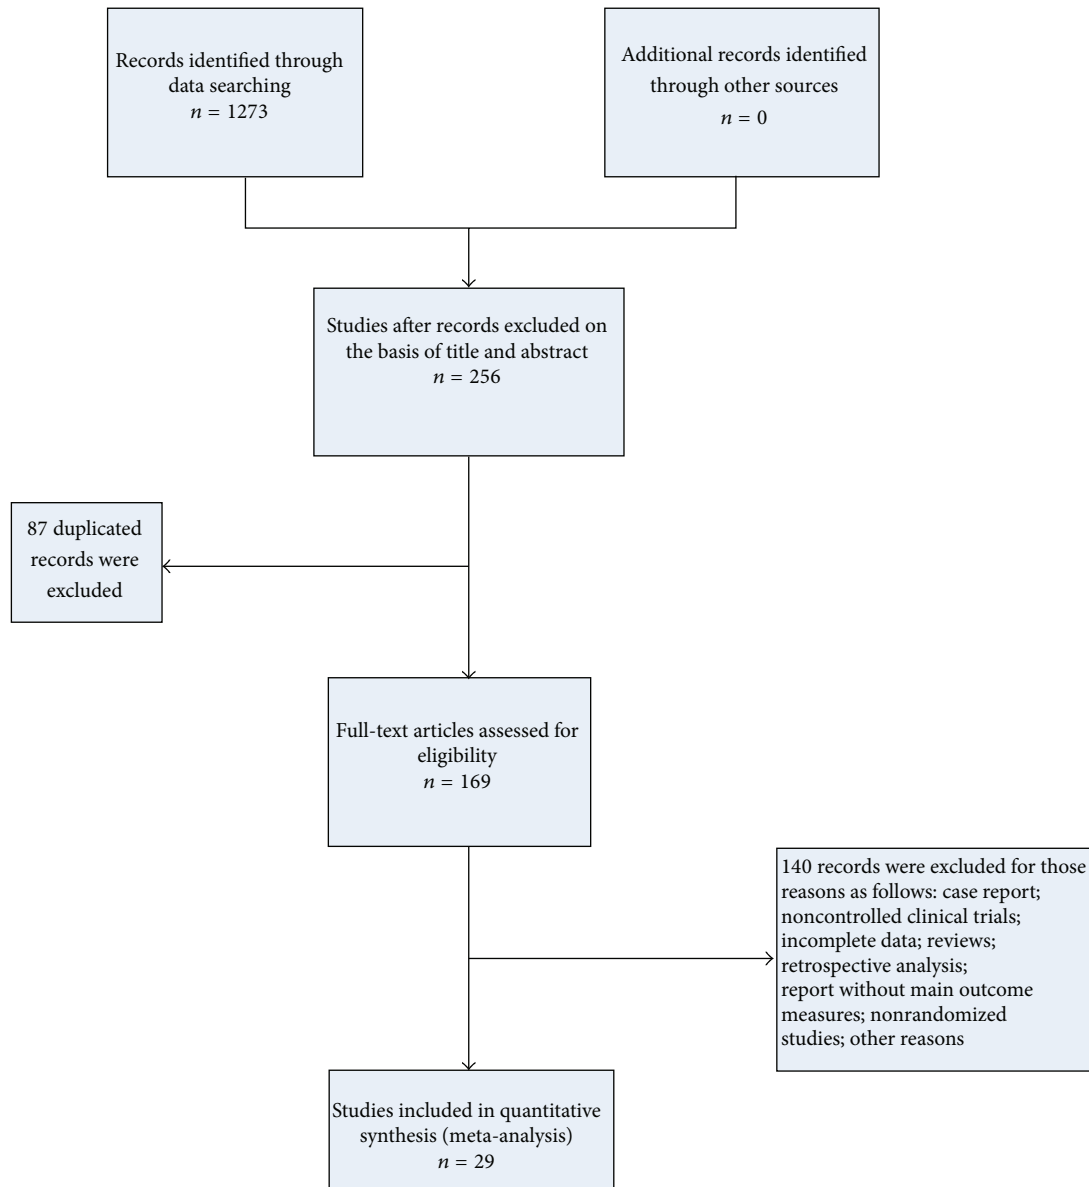 Records identified through
data searching
n = 1273
Additional records identified
through other sources
n = 0
Studies after records excluded on
the basis of title and abstract
n = 256
87 duplicated
records were
excluded
Full-text articles assessed for
eligibility
n = 169
140 records were excluded for those
reasons as follows: case report;
noncontrolled clinical trials;
incomplete data; reviews;
retrospective analysis;
report without main outcome
measures; nonrandomized
studies; other reasons
Studies included in quantitative
synthesis (meta-analysis)
n = 29